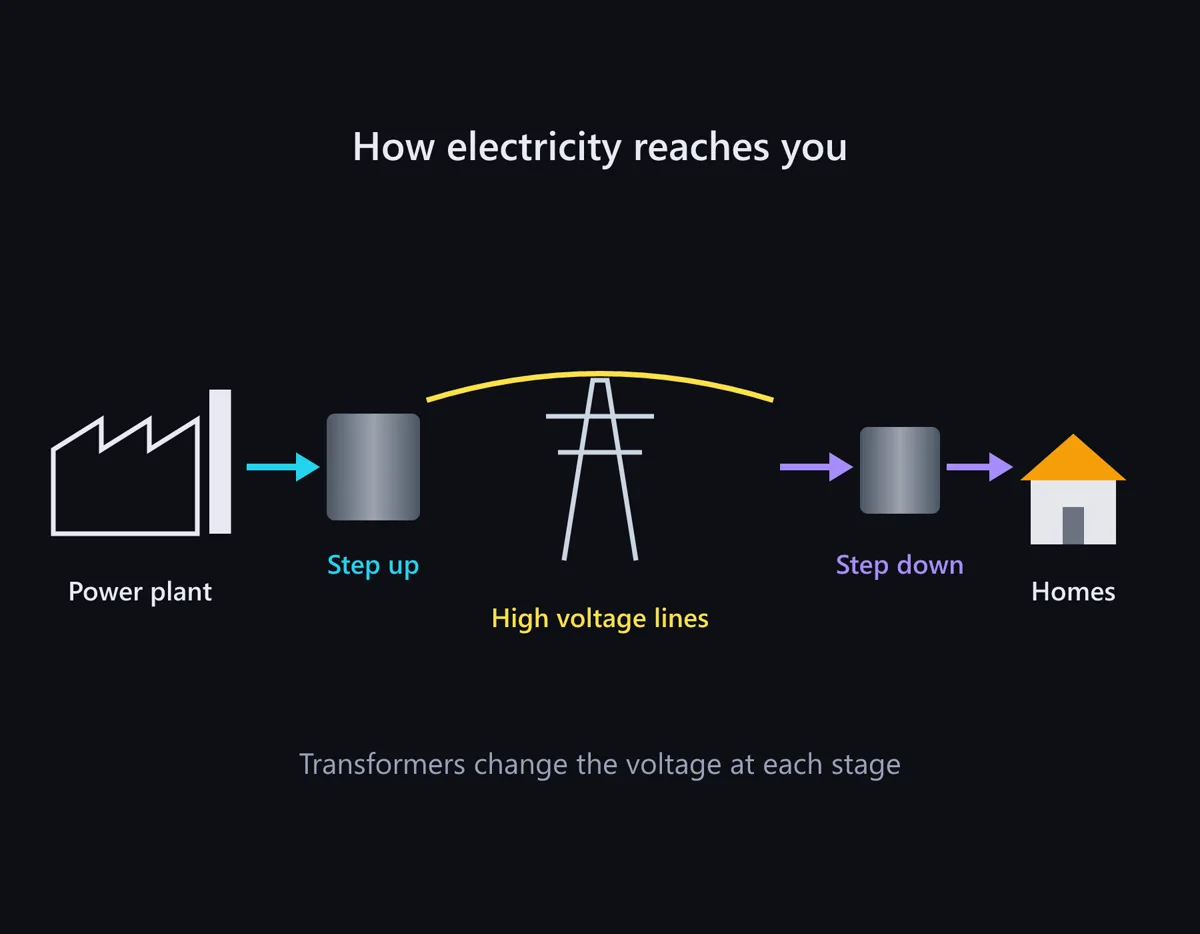 How electricity reaches you
Step up
Step down
Power plant
Homes
High voltage lines
Transformers change the voltage at each stage